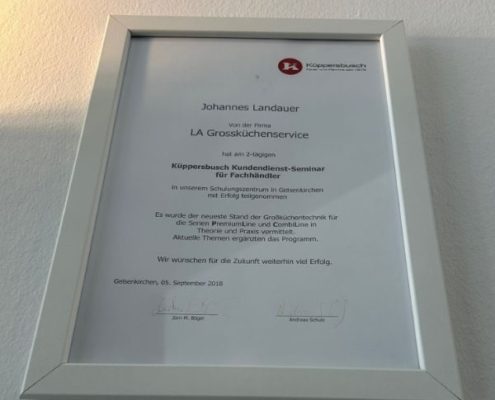 Küppersbusch
Johannes Landauer
Von der Firma
LA Grossküchenservice
hat am 2-tägigen
Küppersbusch Kundendienst-Seminar
für Fachhändler
in unserem Schulungszentrum in Gelsenkirchen
mit Erfolg teilgenommen
Es wurde der neueste Stand der Großküchentechnik für
die Serien PremiumLine und CombiLine in
Theorie und Praxis vermittelt.
Aktuelle Themen ergänzten das Programm.
Wir wünschen für die Zukunft weiterhin viel Erfolg.
Gelsenkirchen, 05. September 2018
Jörn M.
Andreas Schulz